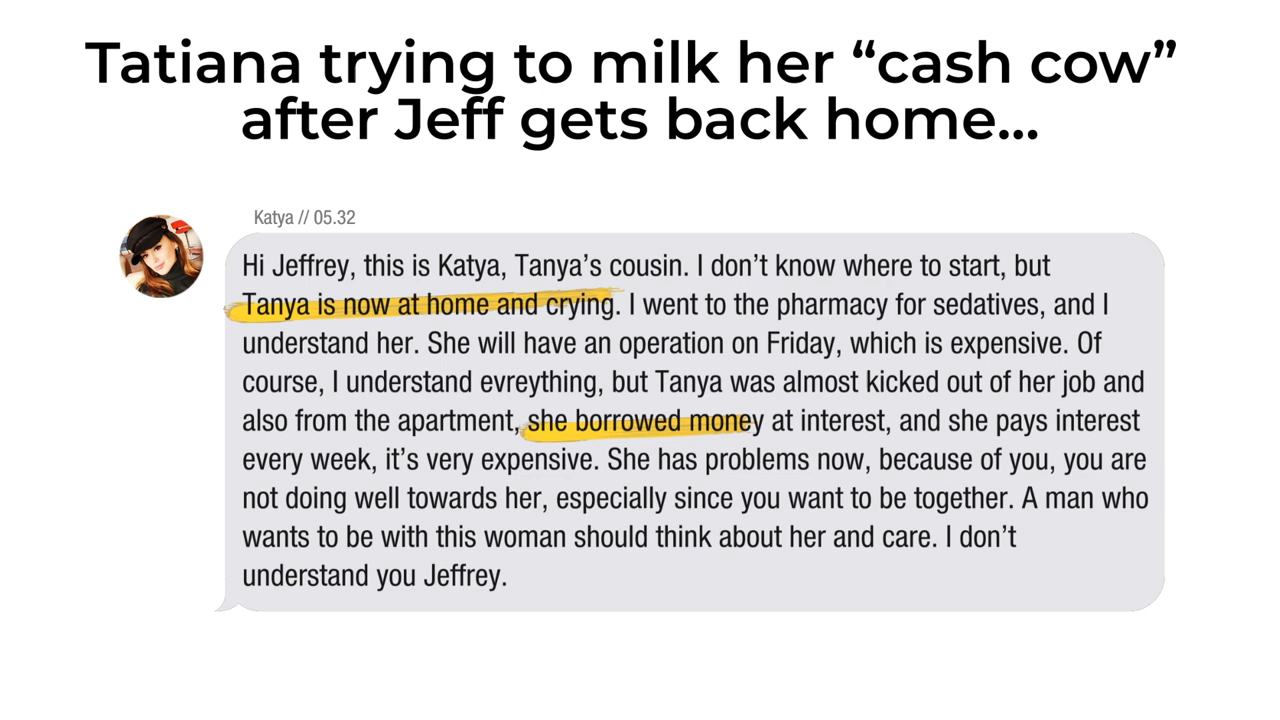 Tatiana trying to milk her “cash cow”
after Jeff gets back home...
Katya // 05.32
Hi Jeffrey, this is Katya, Tanya’s cousin. I don’t know where to start, but
Tanya is now at home and crying. I went to the pharmacy for sedatives, and I
understand her. She will have an operation on Friday, which is expensive. Of
course, I understand evreything, but Tanya was almost kicked out of her job and
also from the apartment, she borrowed money at interest, and she pays interest
every week, it’s very expensive. She has problems now, because of you, you are
not doing well towards her, especially since you want to be together. A man who
wants to be with this woman should think about her and care. I don’t
understand you Jeffrey.